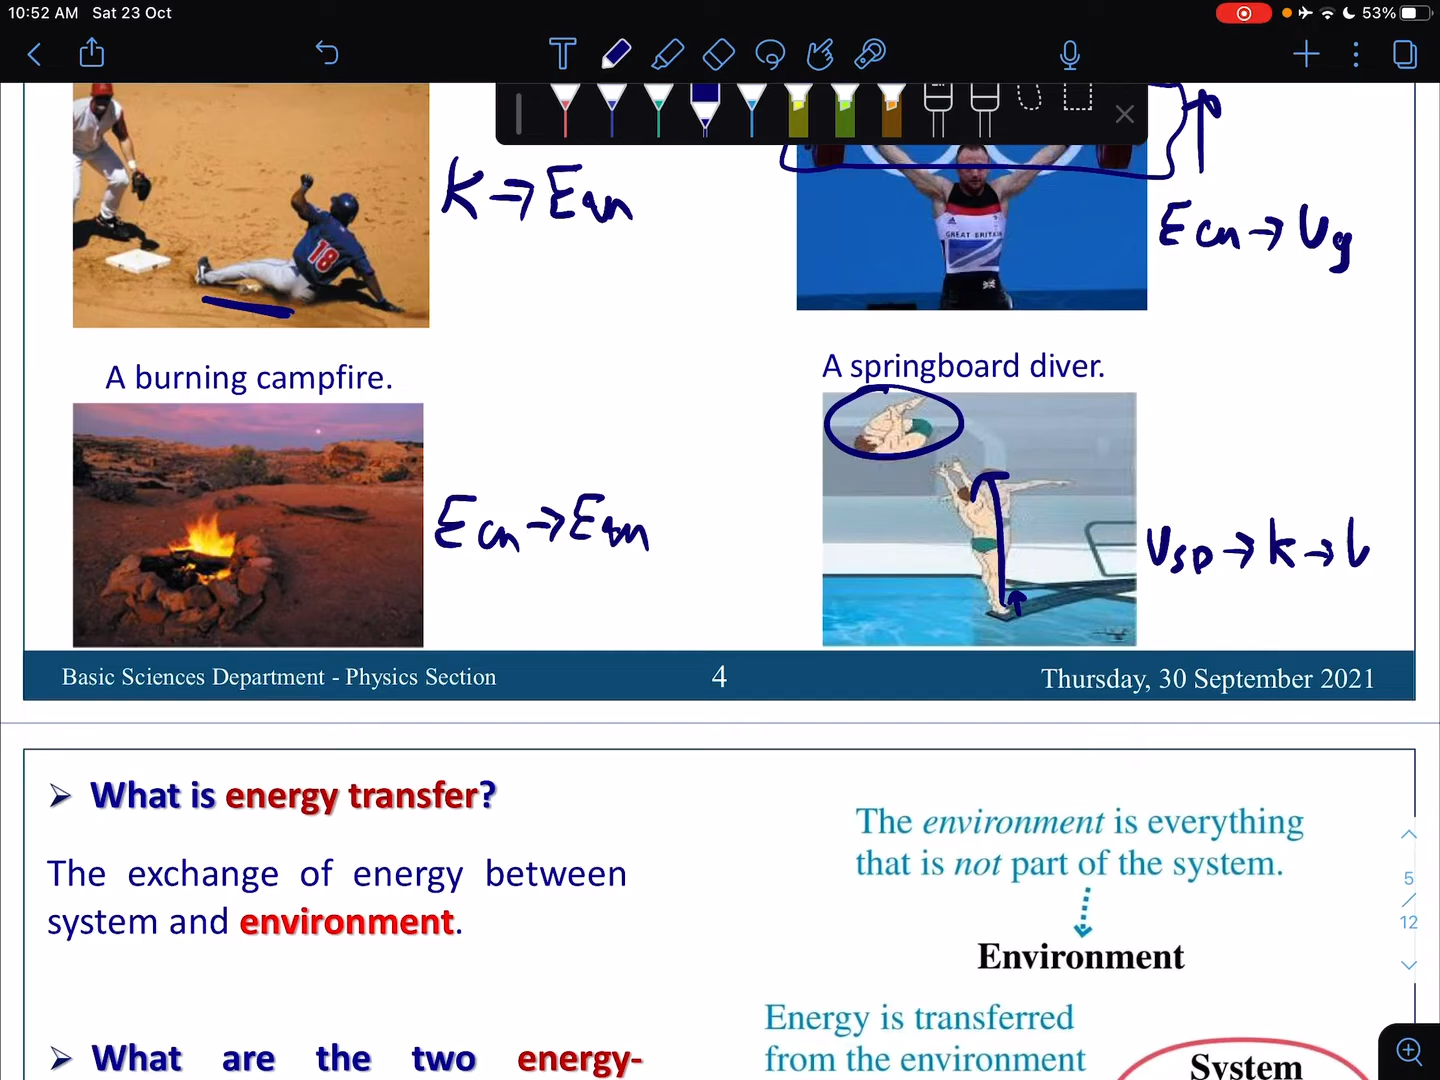 10:52 AM Sat 23 Oct
53%
K → Eth
18
GREAT BRITAIN
Ech → Ug
A burning campfire.
A springboard diver.
Ech → Eth
Usp → K →
Basic Sciences Department - Physics Section
4
Thursday, 30 September 2021
What is energy transfer?
The exchange of energy between
system and environment.
The environment is everything
that is not part of the system.
Environment
Energy is transferred
from the environment
System
What are the two energy-
5
/
12